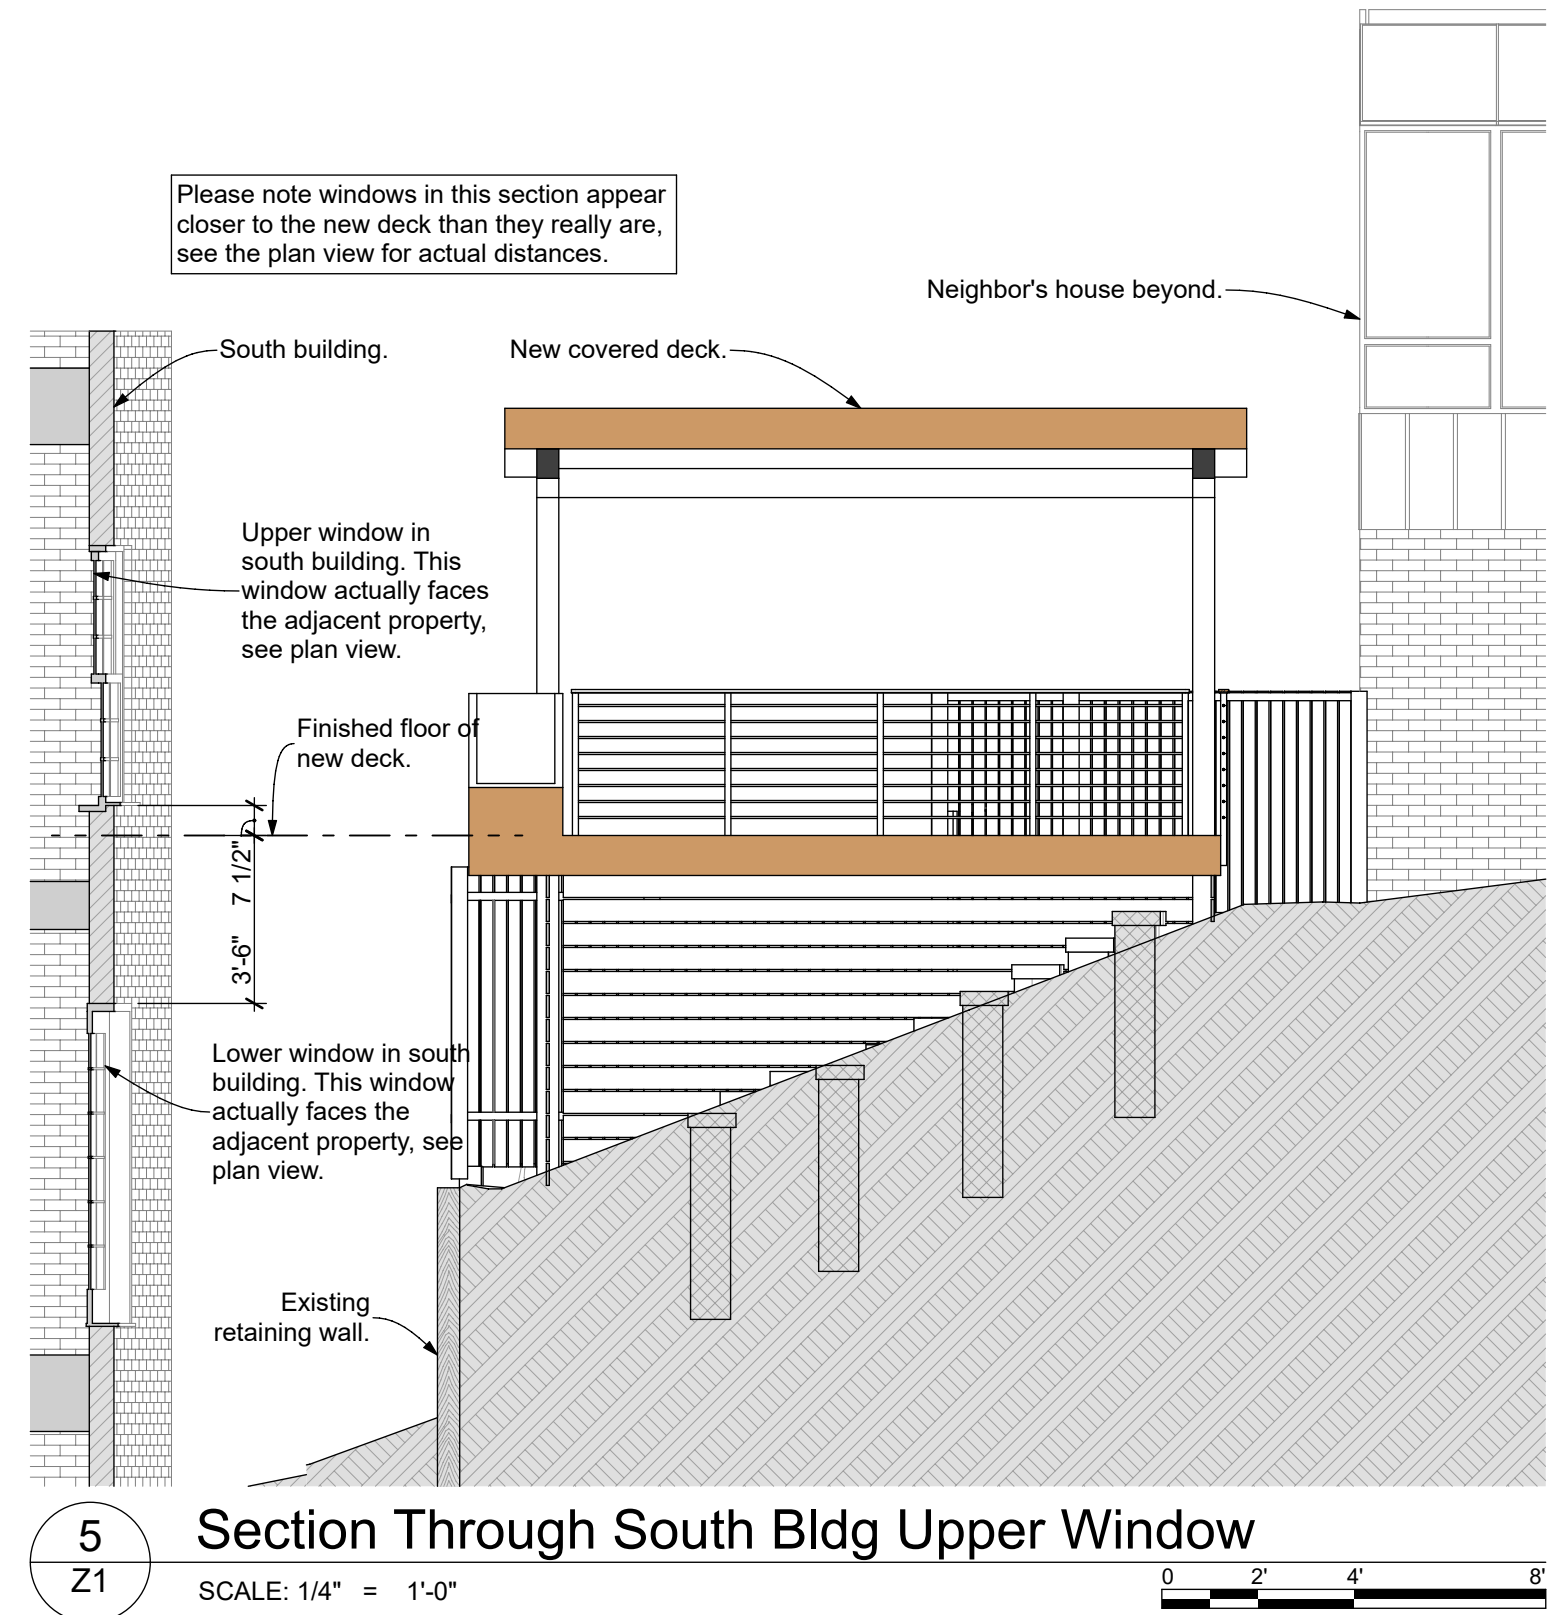 Please note windows in this section appear
closer to the new deck than they really are,
see the plan view for actual distances.
Neighbor's house beyond.
South building.
New covered deck.
Upper window in
south building. This
window actually faces
the adjacent property,
see plan view.
Finished floor of
new deck.
7 1/2"
3'-6"
Lower window in south
building. This window
actually faces the
adjacent property, see
plan view.
Existing
retaining wall.
5
Z1
Section Through South Bldg Upper Window
SCALE: 1/4" = 1'-0"
0 2' 4' 8'